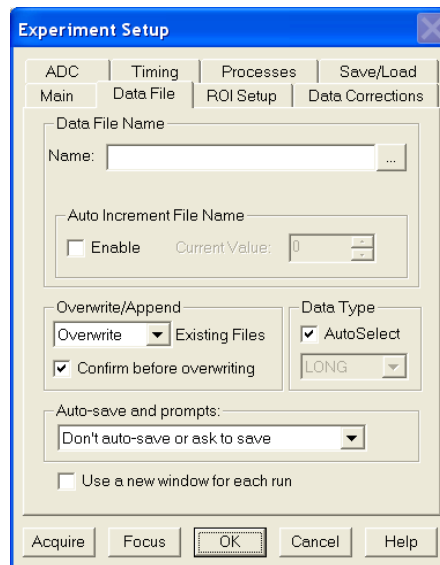 Experiment Setup
ADC Timing Processes Save/Load
Main Data File ROI Setup Data Corrections
Data File Name
Name: ...
Auto Increment File Name
Enable Current Value: 0
Overwrite/Append Data Type
Overwrite Existing Files AutoSelect
Confirm before overwriting LONG
Auto-save and prompts:
Don't auto-save or ask to save
Use a new window for each run
Acquire Focus OK Cancel Help